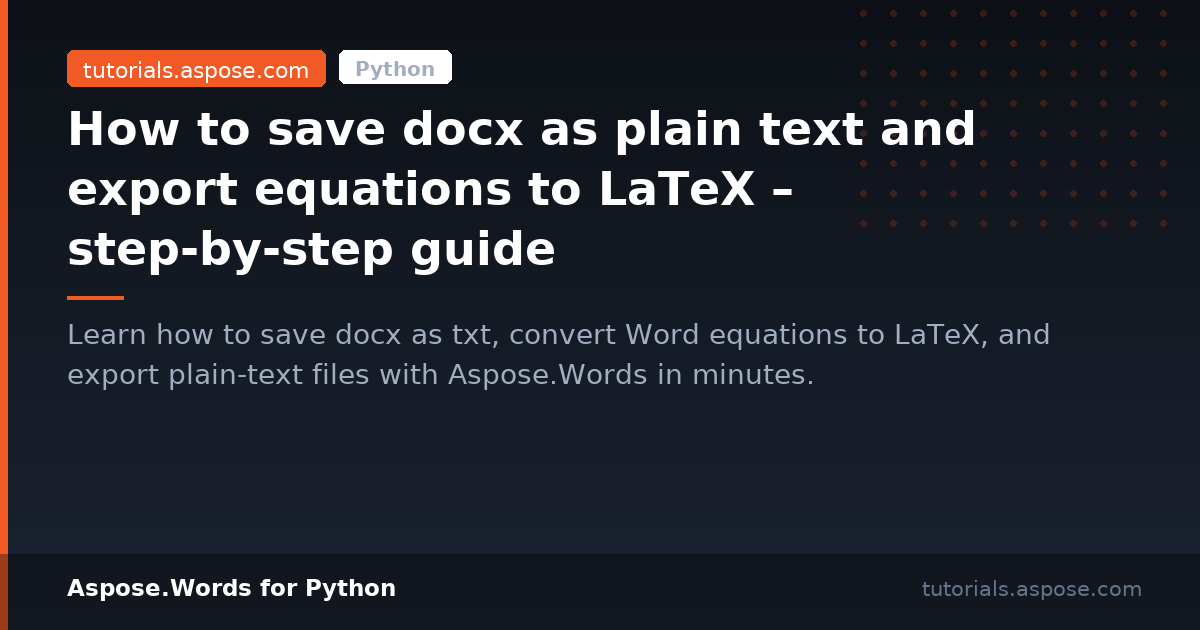 tutorials.aspose.com
Python
How to save docx as plain text and
export equations to LaTeX –
step-by-step guide
Learn how to save docx as txt, convert Word equations to LaTeX, and
export plain-text files with Aspose.Words in minutes.
Aspose.Words for Python
tutorials.aspose.com